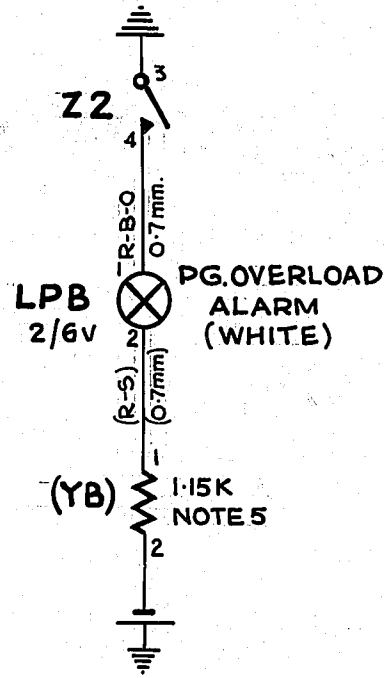 3
Z2
4
R-B-O
0.7mm.
LPB
2/6V
PG.OVERLOAD
ALARM
(WHITE)
2
(R-S)
(0.7mm)
1
(YB)
1.15K
NOTE 5
2